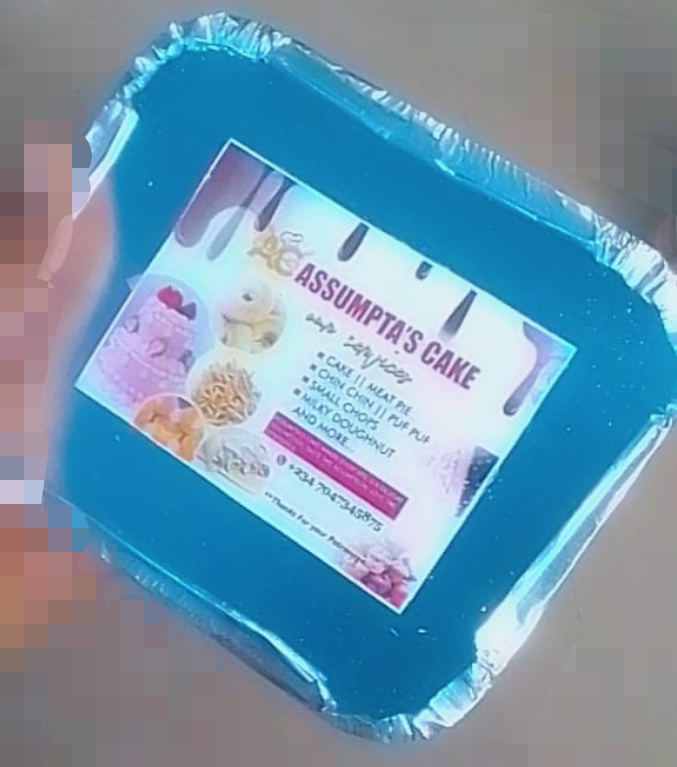 AC
ASSUMPTA'S CAKE
our services
CAKE || MEAT PIE
CHIN CHIN || PUF PUF
SMALL CHOPS
MILKY DOUGHNUT
AND MORE...
+234 7047345875
**Thanks For your Patronage